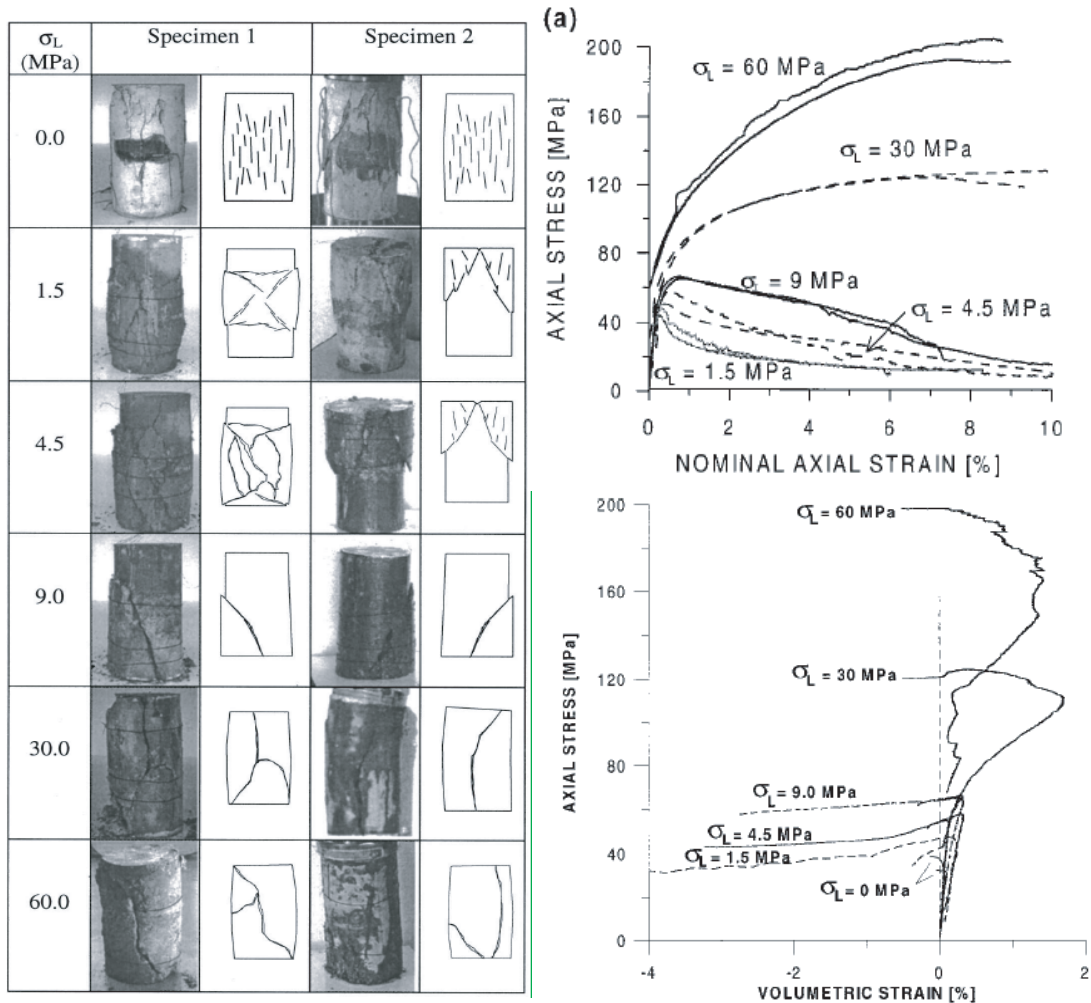 σL (MPa) Specimen 1 Specimen 2
0.0
1.5
4.5
9.0
30.0
60.0
(a)
AXIAL STRESS [MPa]
200
160
120
80
40
0
σL = 60 MPa
σL = 30 MPa
σL = 9 MPa
σL = 4.5 MPa
σL = 1.5 MPa
0 2 4 6 8 10
NOMINAL AXIAL STRAIN [%]
AXIAL STRESS [MPa]
200
160
120
80
40
0
σL = 60 MPa
σL = 30 MPa
σL = 9.0 MPa
σL = 4.5 MPa
σL = 1.5 MPa
σL = 0 MPa
-4 -2 0 2
VOLUMETRIC STRAIN [%]